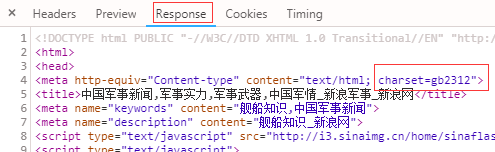 Headers Preview Response Cookies Timing
1 <!DOCTYPE html PUBLIC "-//W3C//DTD XHTML 1.0 Transitional//EN" "http:
2 <html>
3 <head>
4 <meta http-equiv="Content-type" content="text/html; charset=gb2312">
5 <title>中国军事新闻,军事实力,军事武器,中国军情_新浪军事_新浪网</title>
6 <meta name="keywords" content="舰船知识,中国军事新闻">
7 <meta name="description" content="舰船知识_新浪网">
8 <script type="text/javascript" src="http://i3.sinaimg.cn/home/sinaflas
9 <script type="text/javascript">